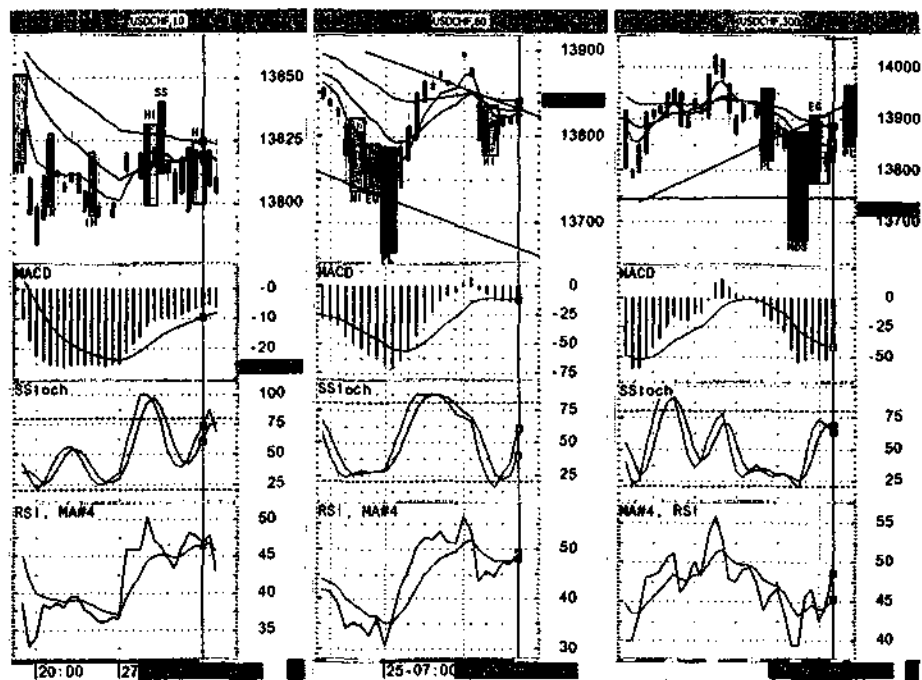 USDCHF,10
13850
SS
HI
13825
H
IH
13800
MACD
-0
-10
-20
SStoch
100
75
50
25
RSI, MA#4
50
45
40
35
20:00
27
USDCHF,60
13900
13800
HI EG
HI
13700
MACD
0
-25
-50
-75
SStoch
75
50
25
RSI, MA#4
50
40
30
25-07:00
USDCHF,300
14000
13900
EG
13800
13700
MDS
MACD
0
-25
-50
SStoch
75
50
25
MA#4, RSI
55
50
45
40